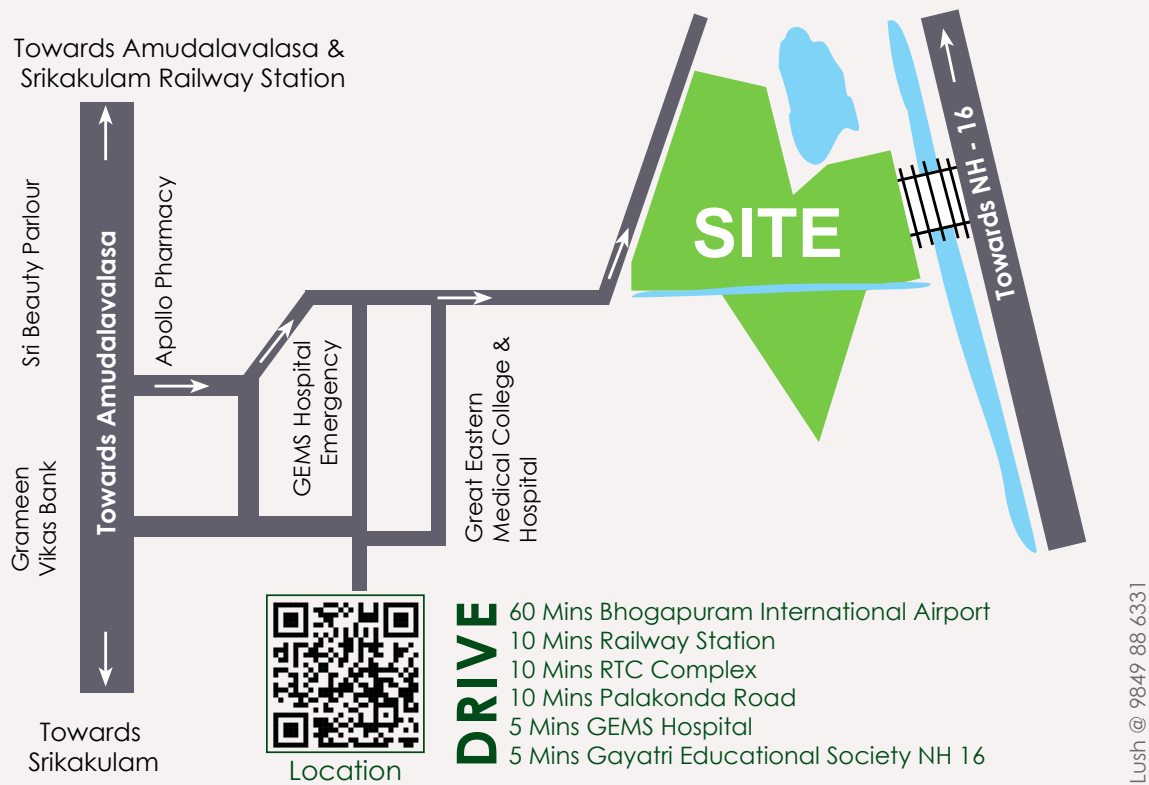 Towards Amudalavalasa &
Srikakulam Railway Station
Sri Beauty Parlour
Towards Amudalavalasa
Apollo Pharmacy
Grameen
Vikas Bank
GEMS Hospital
Emergency
Great Eastern
Medical College &
Hospital
SITE
Towards NH - 16
Towards
Srikakulam
Location
DRIVE
60 Mins Bhogapuram International Airport
10 Mins Railway Station
10 Mins RTC Complex
10 Mins Palakonda Road
5 Mins GEMS Hospital
5 Mins Gayatri Educational Society NH 16
Lush @ 9849 88 6331